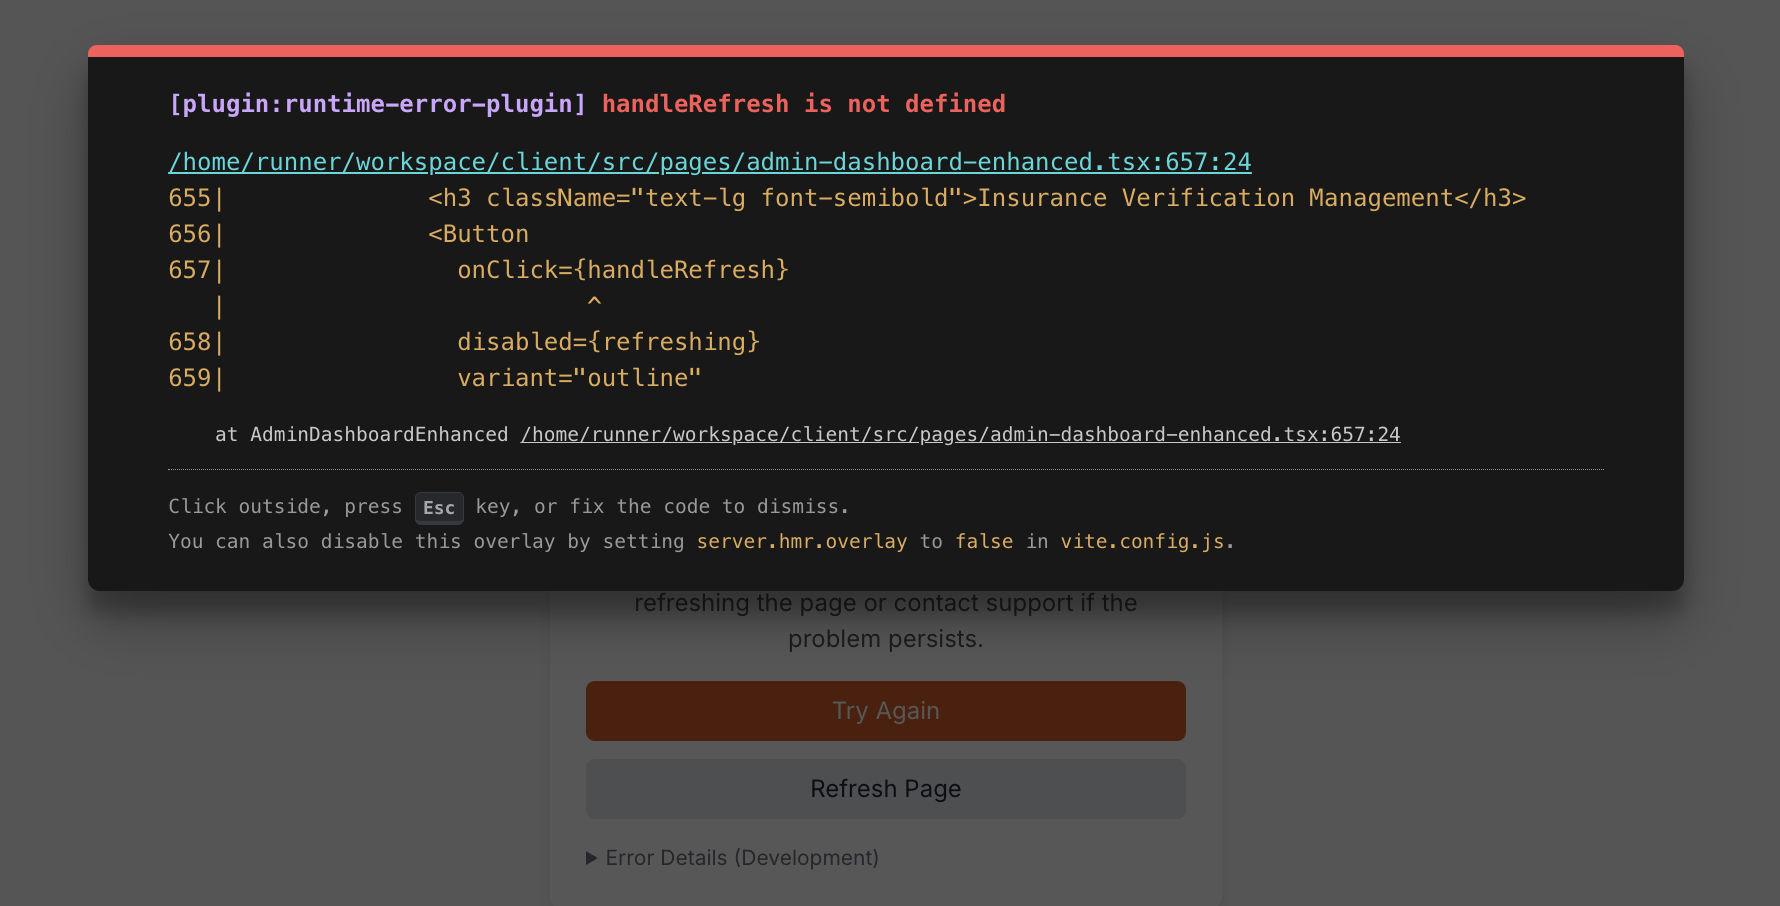 [plugin:runtime-error-plugin] handleRefresh is not defined
/home/runner/workspace/client/src/pages/admin-dashboard-enhanced.tsx:657:24
655|              <h3 className="text-lg font-semibold">Insurance Verification Management</h3>
656|              <Button
657|                onClick={handleRefresh}
   |                         ^
658|                disabled={refreshing}
659|                variant="outline"
at AdminDashboardEnhanced /home/runner/workspace/client/src/pages/admin-dashboard-enhanced.tsx:657:24
Click outside, press Esc key, or fix the code to dismiss.
You can also disable this overlay by setting server.hmr.overlay to false in vite.config.js.
refreshing the page or contact support if the
problem persists.
Try Again
Refresh Page
▶ Error Details (Development)